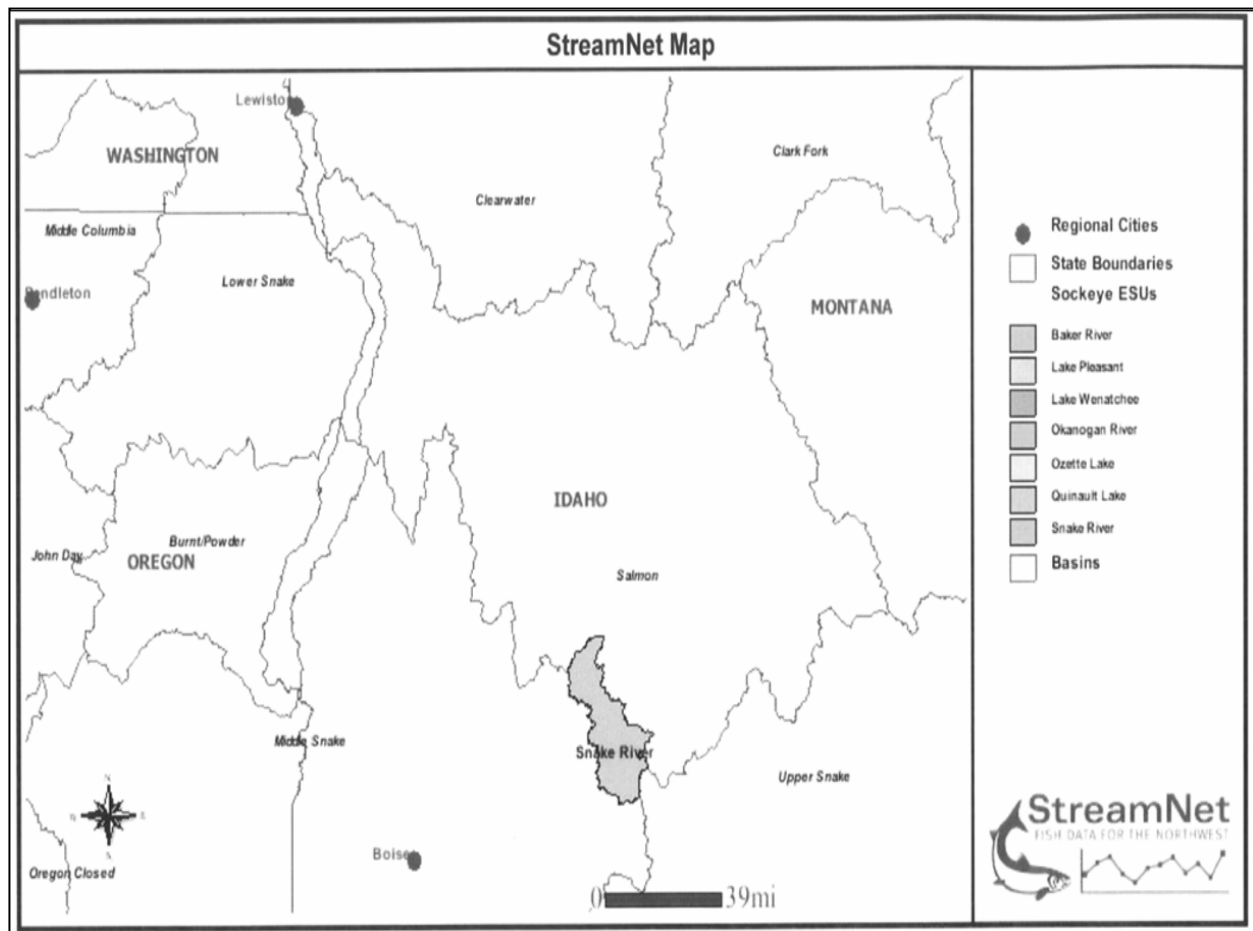 StreamNet Map
Lewiston
WASHINGTON
Clark Fork
Clearwater
Middle Columbia
Lower Snake
Pendleton
MONTANA
IDAHO
John Day
Burnt/Powder
OREGON
Salmon
Middle Snake
Snake River
Upper Snake
Boise
Oregon Closed
0 39mi
N
Regional Cities
State Boundaries
Sockeye ESUs
Baker River
Lake Pleasant
Lake Wenatchee
Okanogan River
Ozette Lake
Quinault Lake
Snake River
Basins
StreamNet
FISH DATA FOR THE NORTHWEST